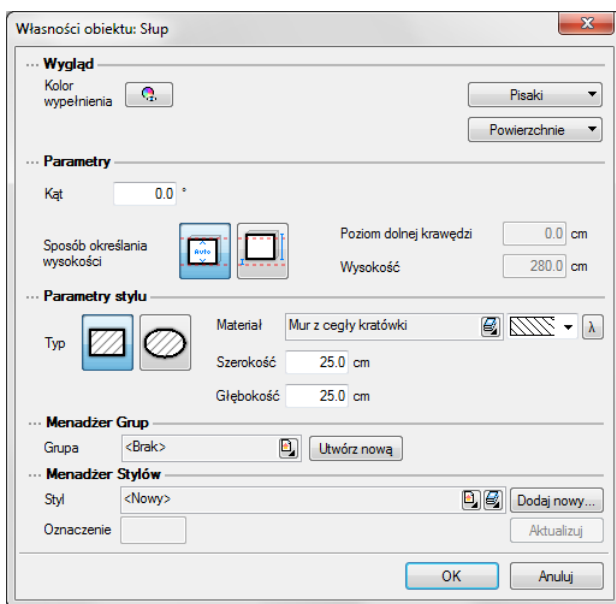 Własności obiektu: Słup
Wygląd
Kolor
wypełnienia
Pisaki
Powierzchnie
Parametry
Kąt 0.0 °
Sposób określania
wysokości
Auto
Poziom dolnej krawędzi 0.0 cm
Wysokość 280.0 cm
Parametry stylu
Typ
Materiał Mur z cegły kratówki λ
Szerokość 25.0 cm
Głębokość 25.0 cm
Menadżer Grup
Grupa <Brak> Utwórz nową
Menadżer Stylów
Styl <Nowy> Dodaj nowy...
Oznaczenie Aktualizuj
OK Anuluj